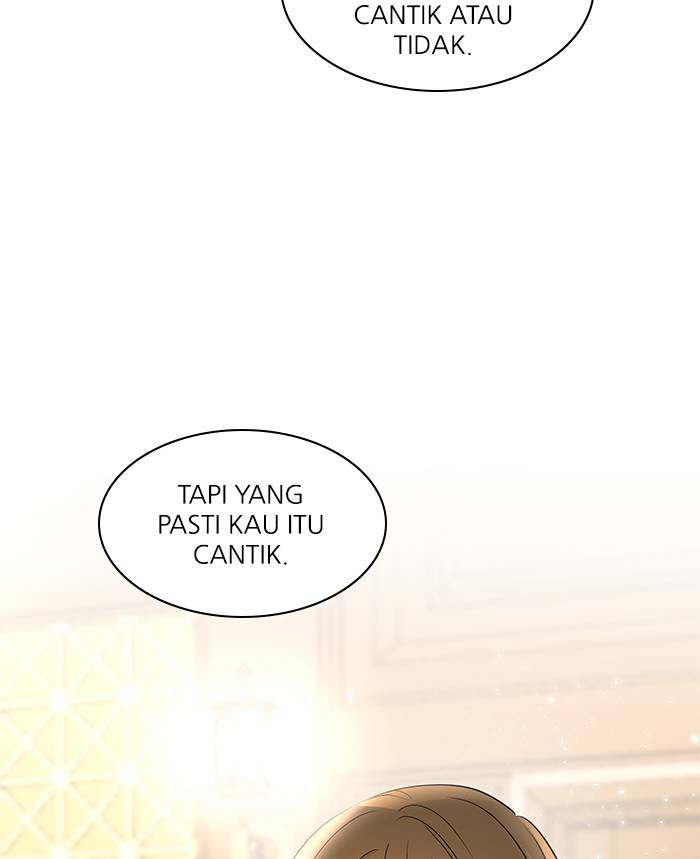 CANTIK ATAU
TIDAK.
TAPI YANG
PASTI KAU ITU
CANTIK.